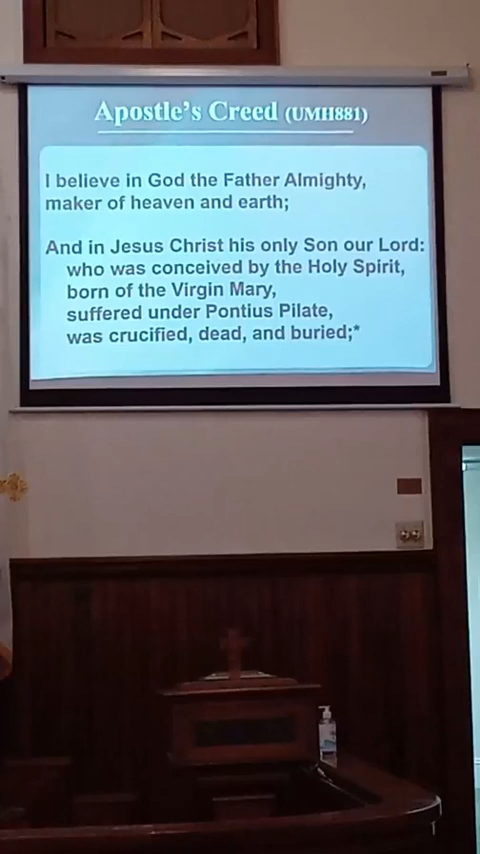 Apostle's Creed (UMH881)
I believe in God the Father Almighty,
maker of heaven and earth;
And in Jesus Christ his only Son our Lord:
who was conceived by the Holy Spirit,
born of the Virgin Mary,
suffered under Pontius Pilate,
was crucified, dead, and buried;*